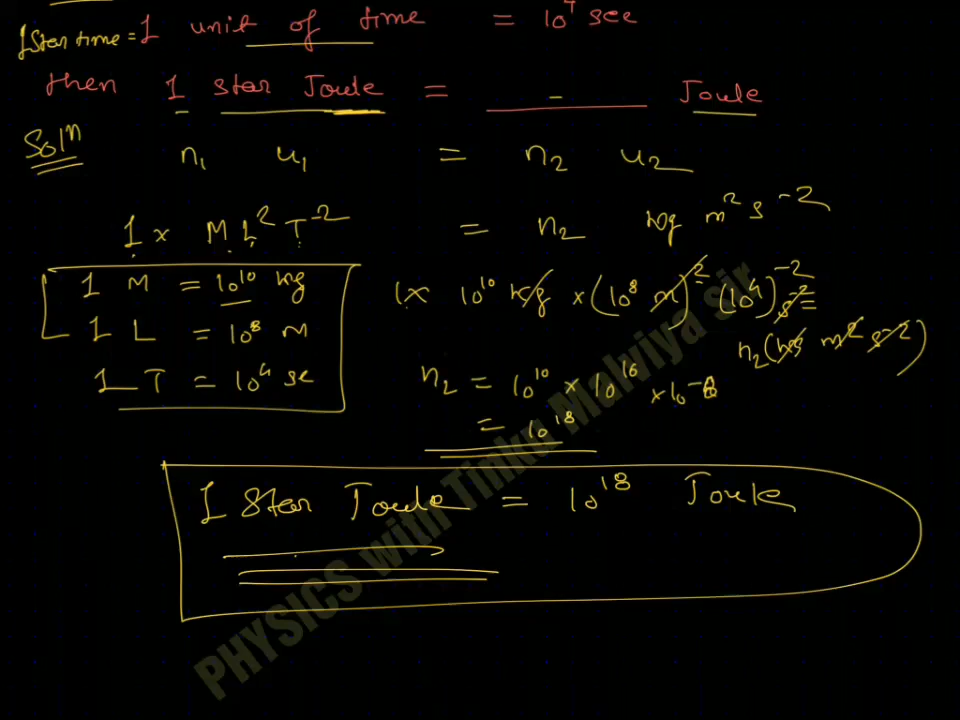 1 Star time = 1 unit of time = 10⁴ sec
then 1 star Joule = - Joule
Solⁿ n₁ u₁ = n₂ u₂
1 × M L² T⁻² = n₂ kg m² s⁻²
1 M = 10¹⁰ kg
1 × 10¹⁰ kg × (10⁸ m)² (10⁴)⁻² s⁻² =
1 L = 10⁸ M
n₂ (kg m² s⁻²)
1 T = 10⁴ se
n₂ = 10¹⁰ × 10¹⁶ × 10⁻⁸
= 10¹⁸
1 Star Joule = 10¹⁸ Joule
PHYSICS with Tinku Malviya sir